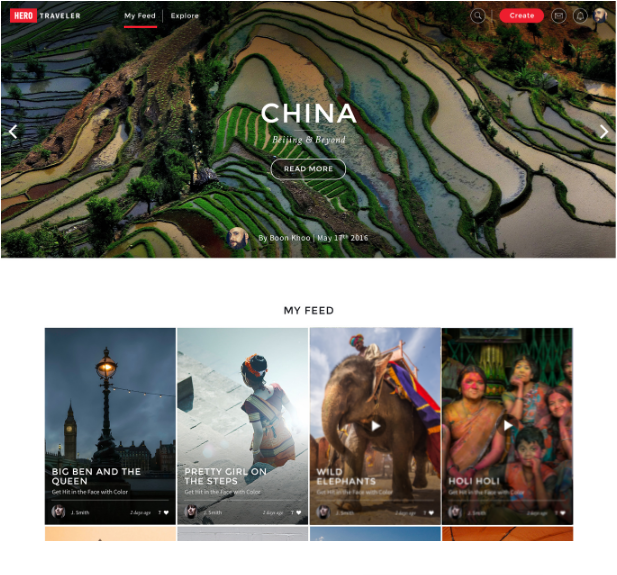 HERO TRAVELER
My Feed
Explore
Create
CHINA
Beijing & Beyond
READ MORE
By Boon Khoo | May 17th 2016
MY FEED
BIG BEN AND THE
QUEEN
Get Hit in the Face with Color
J. Smith
2 days ago
7
PRETTY GIRL ON
THE STEPS
Get Hit in the Face with Color
J. Smith
2 days ago
7
WILD
ELEPHANTS
Get Hit in the Face with Color
J. Smith
2 days ago
7
HOLI HOLI
Get Hit in the Face with Color
J. Smith
2 days ago
7